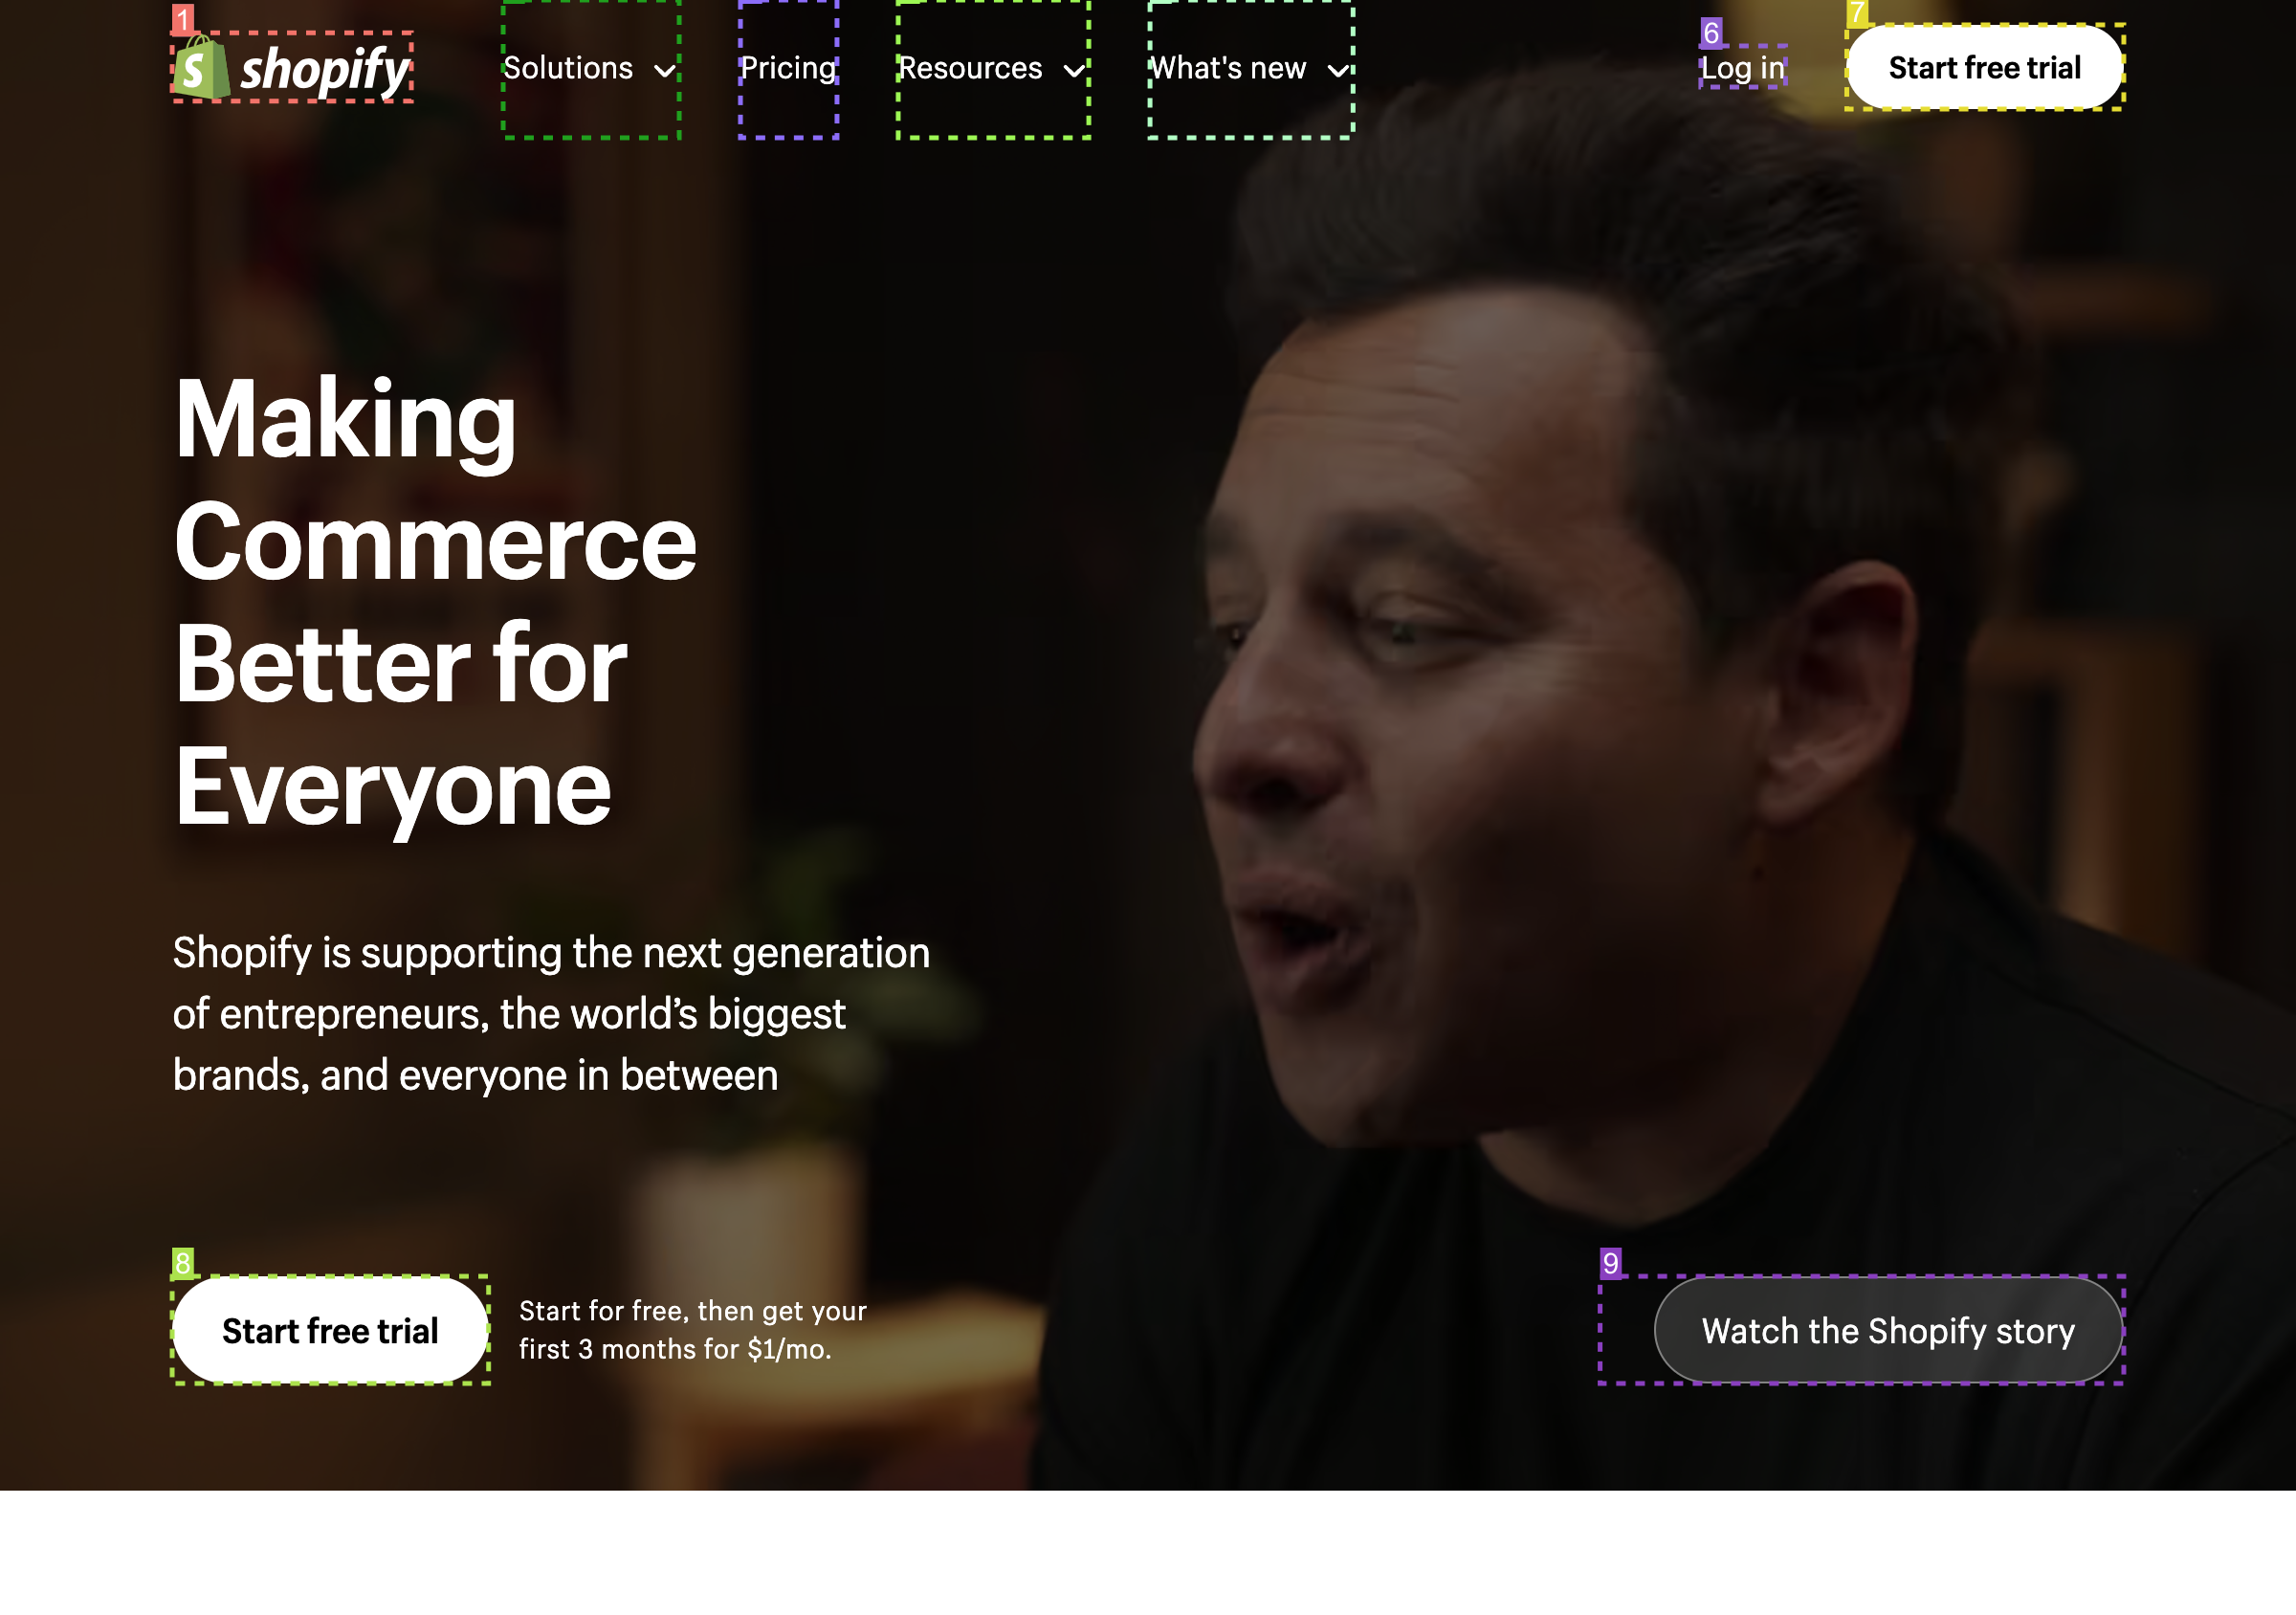 1
shopify
Solutions
Pricing
Resources
What's new
6
Log in
7
Start free trial
Making
Commerce
Better for
Everyone
Shopify is supporting the next generation
of entrepreneurs, the world’s biggest
brands, and everyone in between
8
Start free trial
Start for free, then get your
first 3 months for $1/mo.
9
Watch the Shopify story